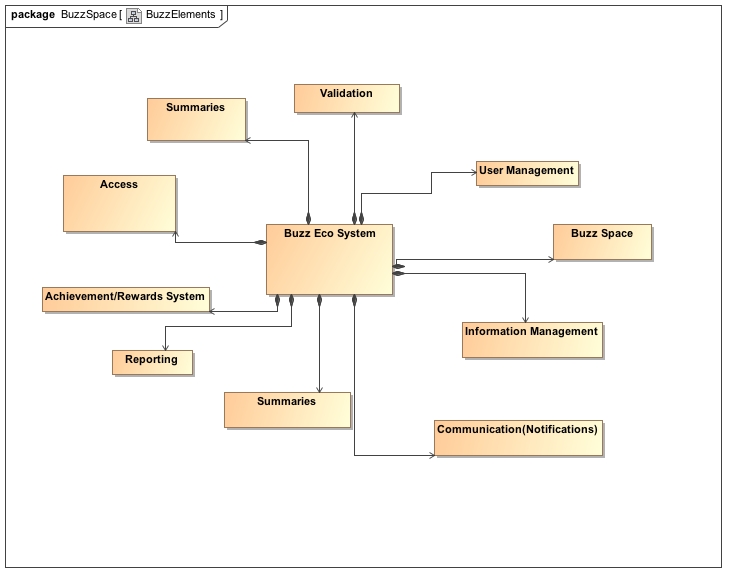 package BuzzSpace [ BuzzElements ]
Validation
Summaries
User Management
Access
Buzz Eco System
Buzz Space
Achievement/Rewards System
Information Management
Reporting
Summaries
Communication(Notifications)